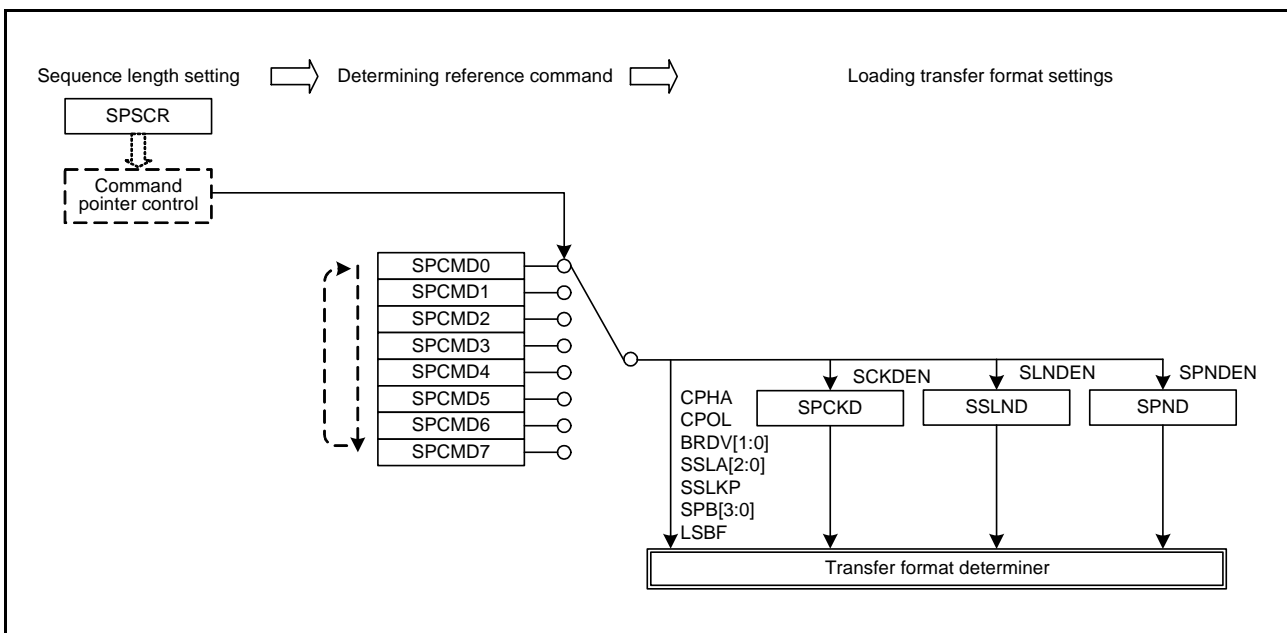 Sequence length setting
Determining reference command
Loading transfer format settings
SPSCR
Command
pointer control
SPCMD0
SPCMD1
SPCMD2
SPCMD3
SPCMD4
SPCMD5
SPCMD6
SPCMD7
CPHA
CPOL
BRDV[1:0]
SSLA[2:0]
SSLKP
SPB[3:0]
LSBF
SCKDEN
SPCKD
SLNDEN
SSLND
SPNDEN
SPND
Transfer format determiner